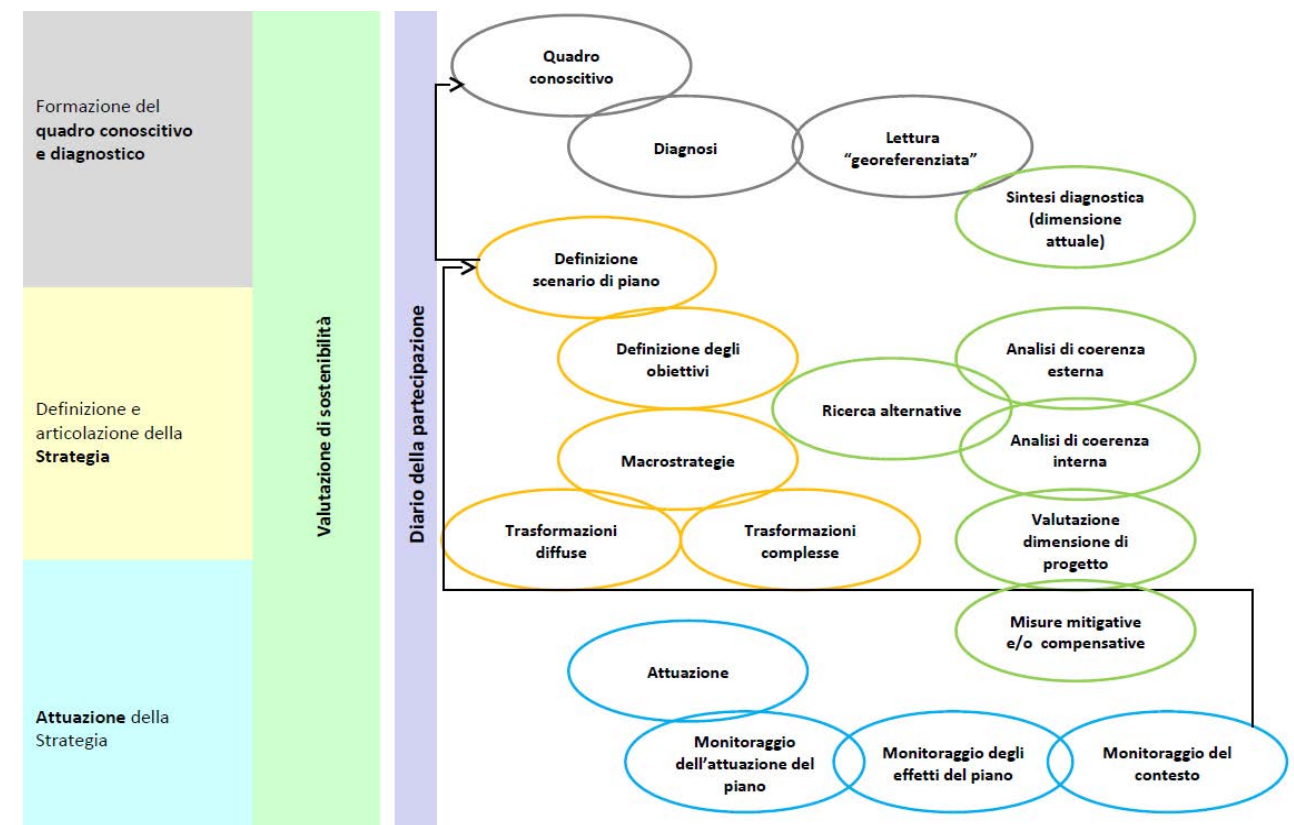 Formazione del
quadro conoscitivo
e diagnostico
Definizione e
articolazione della
Strategia
Attuazione della
Strategia
Valutazione di sostenibilità
Diario della partecipazione
Quadro
conoscitivo
Diagnosi
Lettura
“georeferenziata”
Sintesi diagnostica
(dimensione
attuale)
Definizione
scenario di piano
Definizione degli
obiettivi
Ricerca alternative
Analisi di coerenza
esterna
Macrostrategie
Analisi di coerenza
interna
Trasformazioni
diffuse
Trasformazioni
complesse
Valutazione
dimensione di
progetto
Misure mitigative
e/o compensative
Attuazione
Monitoraggio
dell’attuazione del
piano
Monitoraggio degli
effetti del piano
Monitoraggio del
contesto